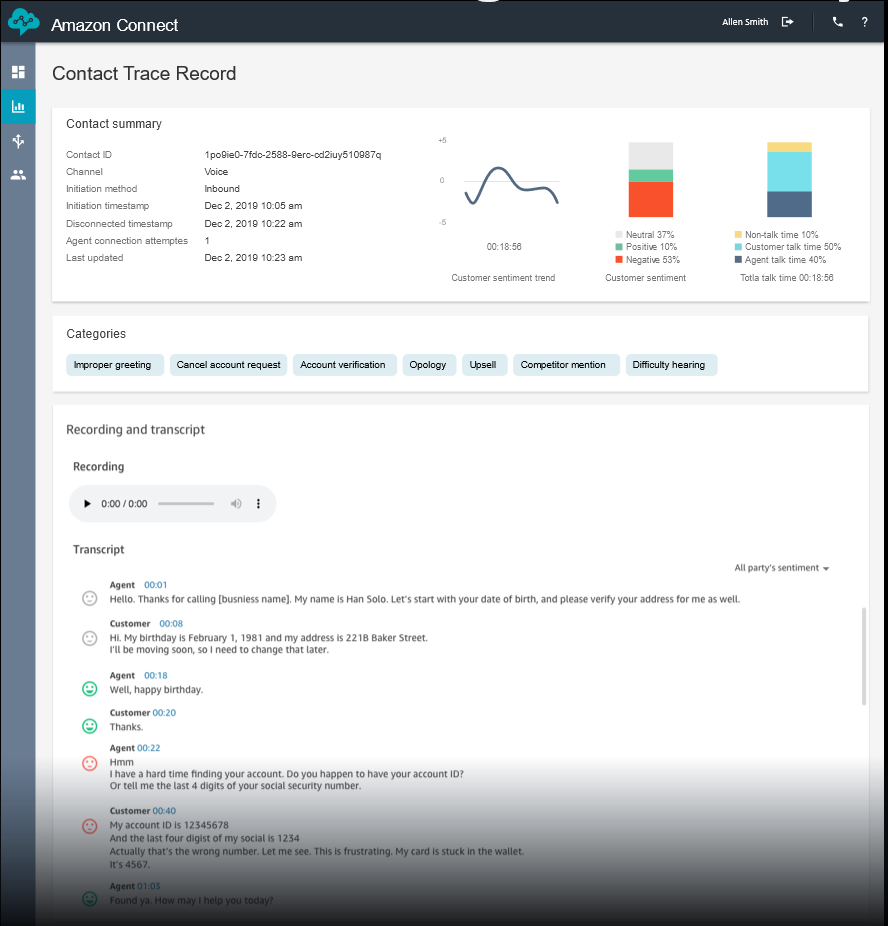 Amazon Connect
Allen Smith
?
Contact Trace Record
Contact summary
Contact ID 1po9ie0-7fdc-2588-9erc-cd2iuy510987q
Channel Voice
Initiation method Inbound
Initiation timestamp Dec 2, 2019 10:05 am
Disconnected timestamp Dec 2, 2019 10:22 am
Agent connection attemptes 1
Last updated Dec 2, 2019 10:23 am
+5
0
-5
00:18:56
Customer sentiment trend
Neutral 37%
Positive 10%
Negative 53%
Customer sentiment
Non-talk time 10%
Customer talk time 50%
Agent talk time 40%
Totla talk time 00:18:56
Categories
Improper greeting Cancel account request Account verification Opology Upsell Competitor mention Difficulty hearing
Recording and transcript
Recording
0:00 / 0:00
Transcript
All party's sentiment
Agent 00:01
Hello. Thanks for calling [busniess name]. My name is Han Solo. Let's start with your date of birth, and please verify your address for me as well.
Customer 00:08
Hi. My birthday is February 1, 1981 and my address is 221B Baker Street.
I'll be moving soon, so I need to change that later.
Agent 00:18
Well, happy birthday.
Customer 00:20
Thanks.
Agent 00:22
Hmm
I have a hard time finding your account. Do you happen to have your account ID?
Or tell me the last 4 digits of your social security number.
Customer 00:40
My account ID is 12345678
And the last four digist of my social is 1234
Actually that's the wrong number. Let me see. This is frustrating. My card is stuck in the wallet.
It's 4567.
Agent 01:03
Found ya. How may I help you today?